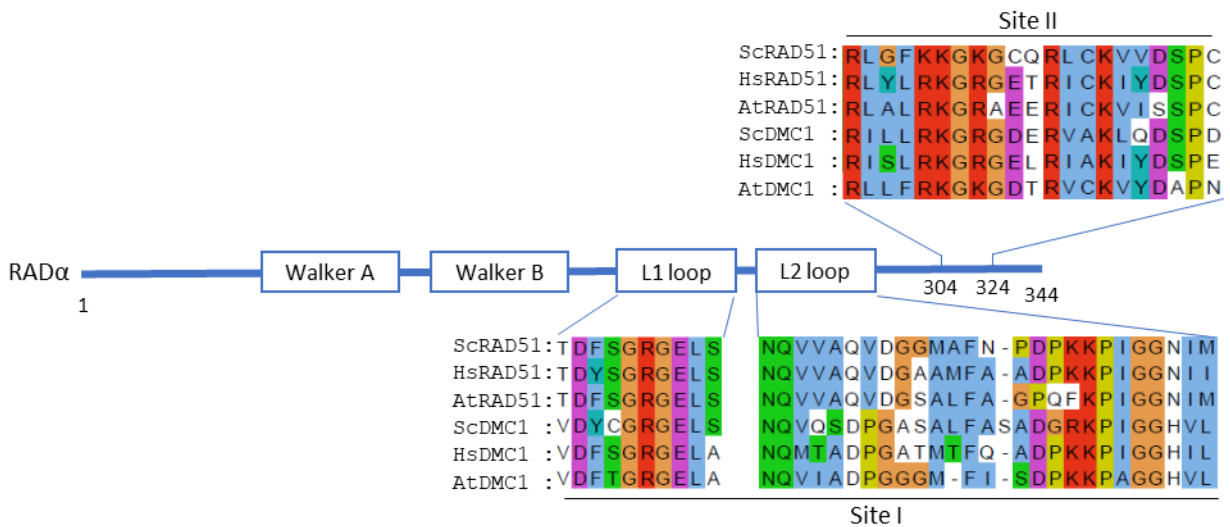 Site II
ScRAD51: RLGFKKGKGCQRLCKVVDSPC
HsRAD51: RLYLRKGRGETRICKIYDSPC
AtRAD51: RLALRKGRAEERICKVISSPC
ScDMC1 : RILLRKGRGDERVAKLQDSPD
HsDMC1 : RISLRKGRGELRIAKIYDSPE
AtDMC1 : RLLFRKGKGDTRVCKVYDAPN
RADα Walker A Walker B L1 loop L2 loop
1 304 324 344
ScRAD51: TDFSGRGELS NQVVAQVDGGMAFN-PDPKKPIGGNIM
HsRAD51: TDYSGRGELS NQVVAQVDGAAMFA-ADPKKPIGGNII
AtRAD51: TDFSGRGELS NQVVAQVDGSALFA-GPQFKPIGGNIM
ScDMC1 : VDYCGRGELS NQVQSDPGASALFASADGRKPIGGHVL
HsDMC1 : VDFSGRGELA NQMTADPGATMTFQ-ADPKKPIGGHIL
AtDMC1 : VDFTGRGELA NQVIADPGGGM-FI-SDPKKPAGGHVL
Site I